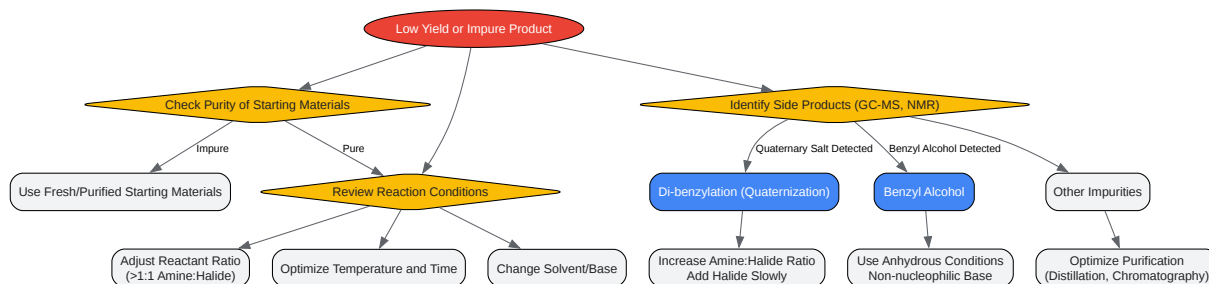 Low Yield or Impure Product
Check Purity of Starting Materials
Identify Side Products (GC-MS, NMR)
Impure
Pure
Quaternary Salt Detected
Benzyl Alcohol Detected
Use Fresh/Purified Starting Materials
Review Reaction Conditions
Di-benzylation (Quaternization)
Benzyl Alcohol
Other Impurities
Adjust Reactant Ratio
(>1:1 Amine:Halide)
Optimize Temperature and Time
Change Solvent/Base
Increase Amine:Halide Ratio
Add Halide Slowly
Use Anhydrous Conditions
Non-nucleophilic Base
Optimize Purification
(Distillation, Chromatography)